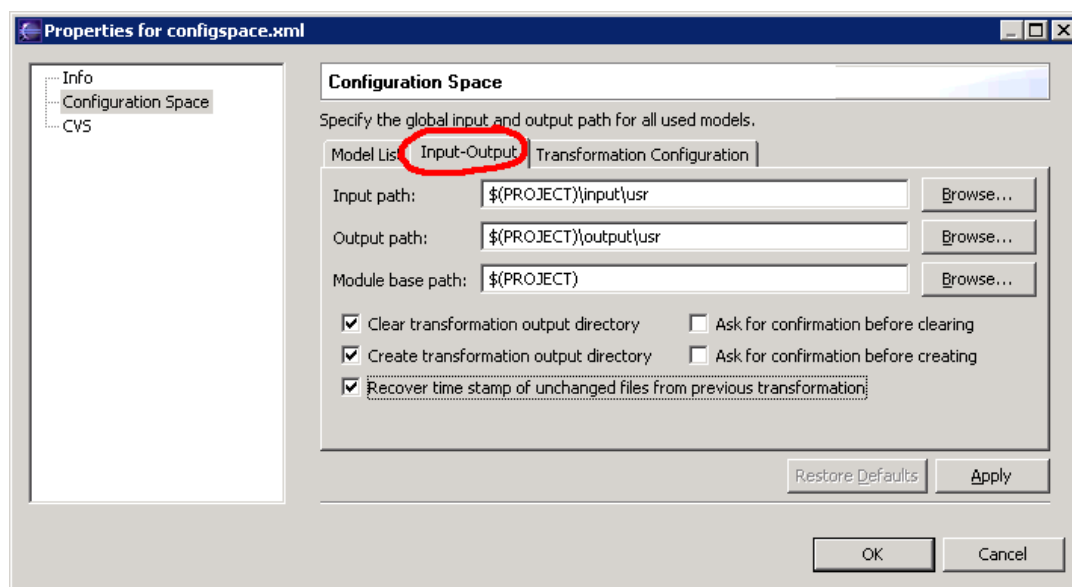 Properties for configspace.xml
Info
Configuration Space
CVS
Configuration Space
Specify the global input and output path for all used models.
Model List Input-Output Transformation Configuration
Input path: $(PROJECT)\input\usr Browse...
Output path: $(PROJECT)\output\usr Browse...
Module base path: $(PROJECT) Browse...
Clear transformation output directory Ask for confirmation before clearing
Create transformation output directory Ask for confirmation before creating
Recover time stamp of unchanged files from previous transformation
Restore Defaults Apply
OK Cancel